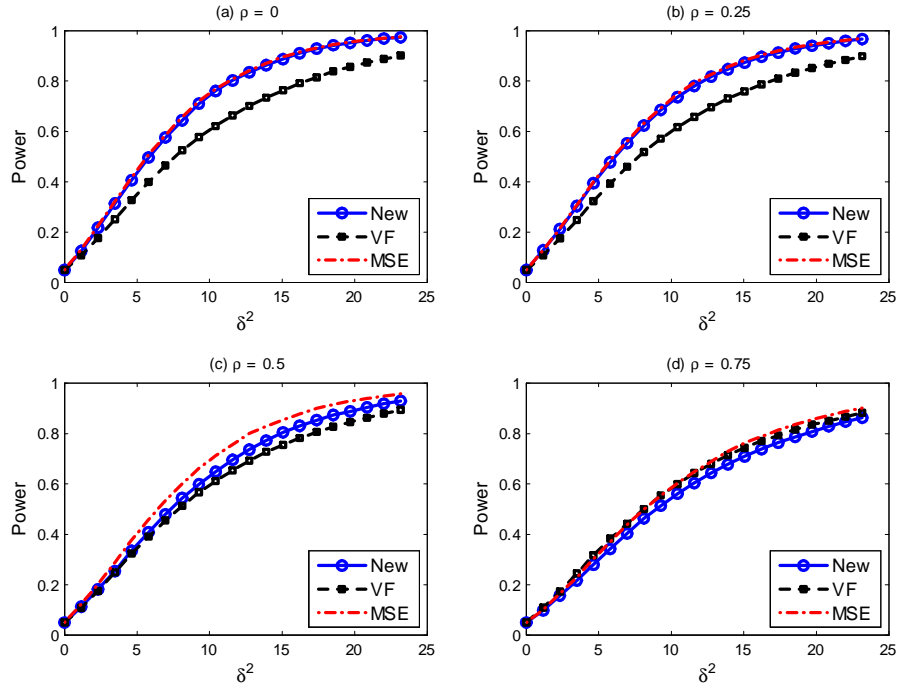 (a) ρ = 0
1
0.8
0.6
0.4
0.2
0
Power
0 5 10 15 20 25
δ²
New
VF
MSE
(b) ρ = 0.25
1
0.8
0.6
0.4
0.2
0
Power
0 5 10 15 20 25
δ²
New
VF
MSE
(c) ρ = 0.5
1
0.8
0.6
0.4
0.2
0
Power
0 5 10 15 20 25
δ²
New
VF
MSE
(d) ρ = 0.75
1
0.8
0.6
0.4
0.2
0
Power
0 5 10 15 20 25
δ²
New
VF
MSE